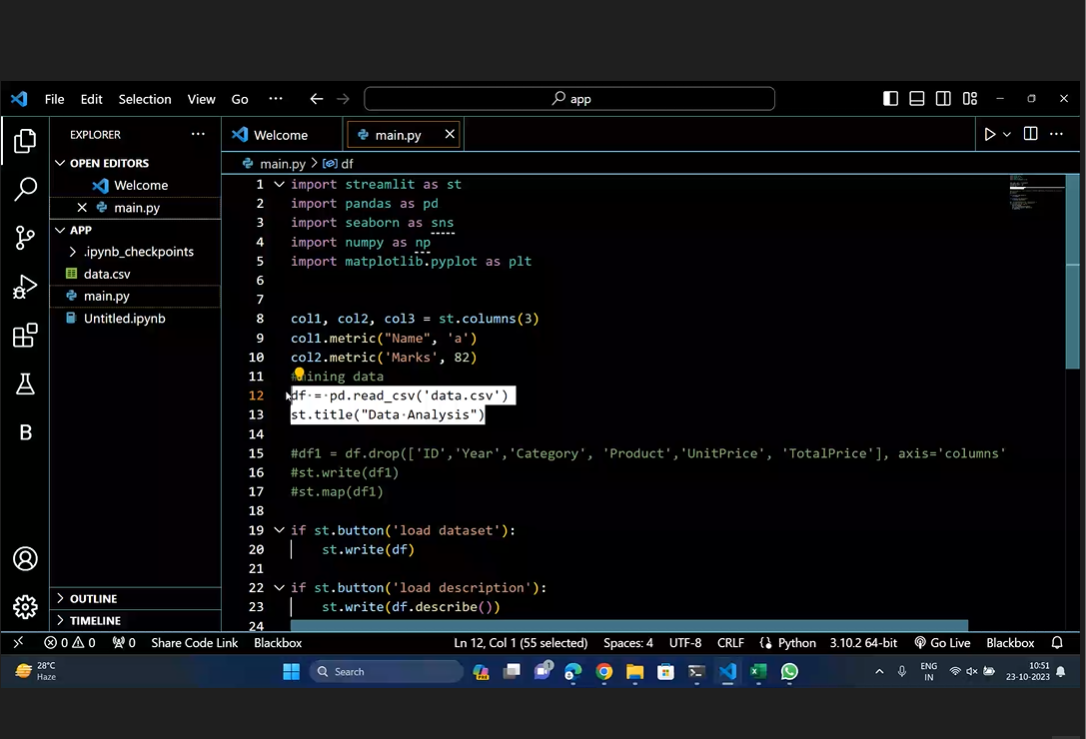 File Edit Selection View Go ··· app
EXPLORER ···
Welcome main.py
OPEN EDITORS
main.py > df
Welcome
main.py
APP
.ipynb_checkpoints
data.csv
main.py
Untitled.ipynb
1 import streamlit as st
2 import pandas as pd
3 import seaborn as sns
4 import numpy as np
5 import matplotlib.pyplot as plt
6
7
8 col1, col2, col3 = st.columns(3)
9 col1.metric("Name", 'a')
10 col2.metric('Marks', 82)
11 ining data
12 df = pd.read_csv('data.csv')
13 st.title("Data Analysis")
14
15 #df1 = df.drop(['ID','Year','Category', 'Product','UnitPrice', 'TotalPrice'], axis='columns'
16 #st.write(df1)
17 #st.map(df1)
18
19 if st.button('load dataset'):
20 st.write(df)
21
22 if st.button('load description'):
23 st.write(df.describe())
24
OUTLINE
TIMELINE
0 0 0 Share Code Link Blackbox Ln 12, Col 1 (55 selected) Spaces: 4 UTF-8 CRLF Python 3.10.2 64-bit Go Live Blackbox
28°C
Haze
Search
ENG
IN
10:51
23-10-2023